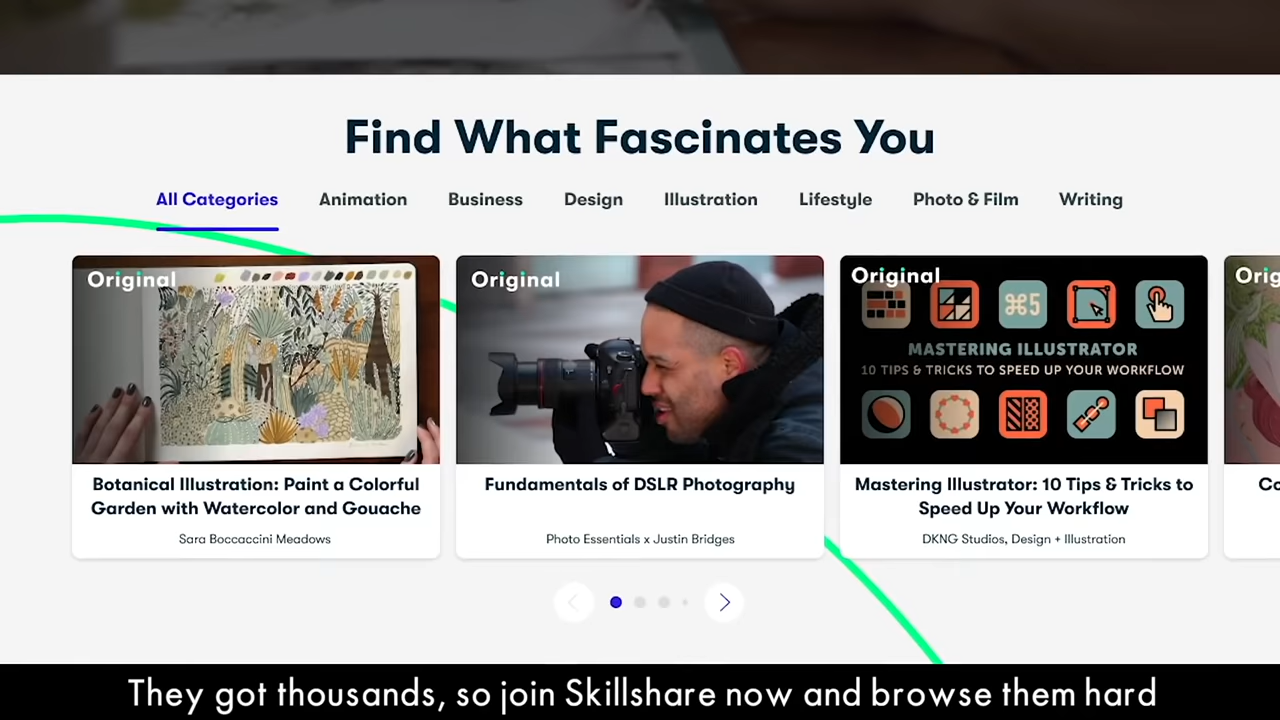 Find What Fascinates You
All Categories Animation Business Design Illustration Lifestyle Photo & Film Writing
Original
Original
Original
⌘5
MASTERING ILLUSTRATOR
10 TIPS & TRICKS TO SPEED UP YOUR WORKFLOW
Botanical Illustration: Paint a Colorful
Garden with Watercolor and Gouache
Sara Boccaccini Meadows
Fundamentals of DSLR Photography
Photo Essentials x Justin Bridges
Mastering Illustrator: 10 Tips & Tricks to
Speed Up Your Workflow
DKNG Studios, Design + Illustration
They got thousands, so join Skillshare now and browse them hard